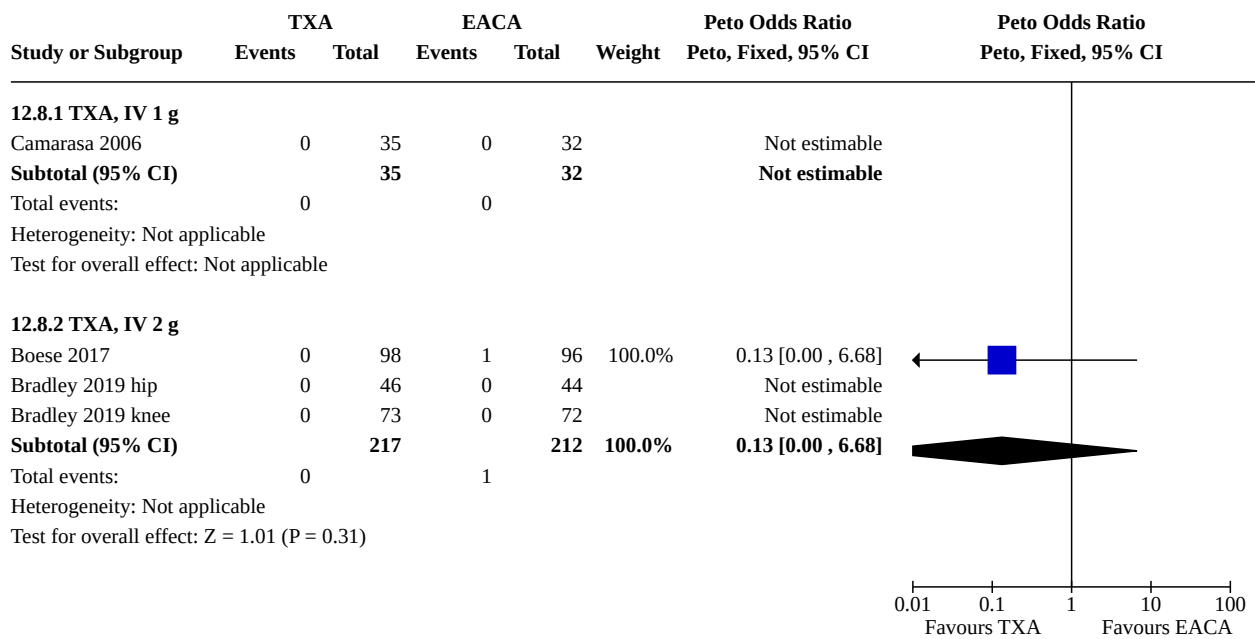 TXA EACA Peto Odds Ratio Peto Odds Ratio
Study or Subgroup Events Total Events Total Weight Peto, Fixed, 95% CI Peto, Fixed, 95% CI
12.8.1 TXA, IV 1 g
Camarasa 2006 0 35 0 32 Not estimable
Subtotal (95% CI) 35 32 Not estimable
Total events: 0 0
Heterogeneity: Not applicable
Test for overall effect: Not applicable
12.8.2 TXA, IV 2 g
Boese 2017 0 98 1 96 100.0% 0.13 [0.00 , 6.68]
Bradley 2019 hip 0 46 0 44 Not estimable
Bradley 2019 knee 0 73 0 72 Not estimable
Subtotal (95% CI) 217 212 100.0% 0.13 [0.00 , 6.68]
Total events: 0 1
Heterogeneity: Not applicable
Test for overall effect: Z = 1.01 (P = 0.31)
0.01 0.1 1 10 100
Favours TXA Favours EACA